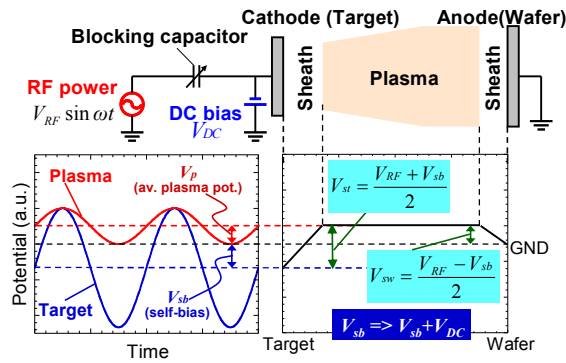 Cathode (Target)
Anode(Wafer)
Blocking capacitor
RF power
V_RF sin ωt
DC bias
V_DC
Sheath
Plasma
Sheath
Potential (a.u.)
Plasma
V_p
(av. plasma pot.)
Target
V_sb
(self-bias)
Time
V_st = (V_RF + V_sb) / 2
GND
V_sw = (V_RF − V_sb) / 2
V_sb => V_sb+V_DC
Target
Wafer